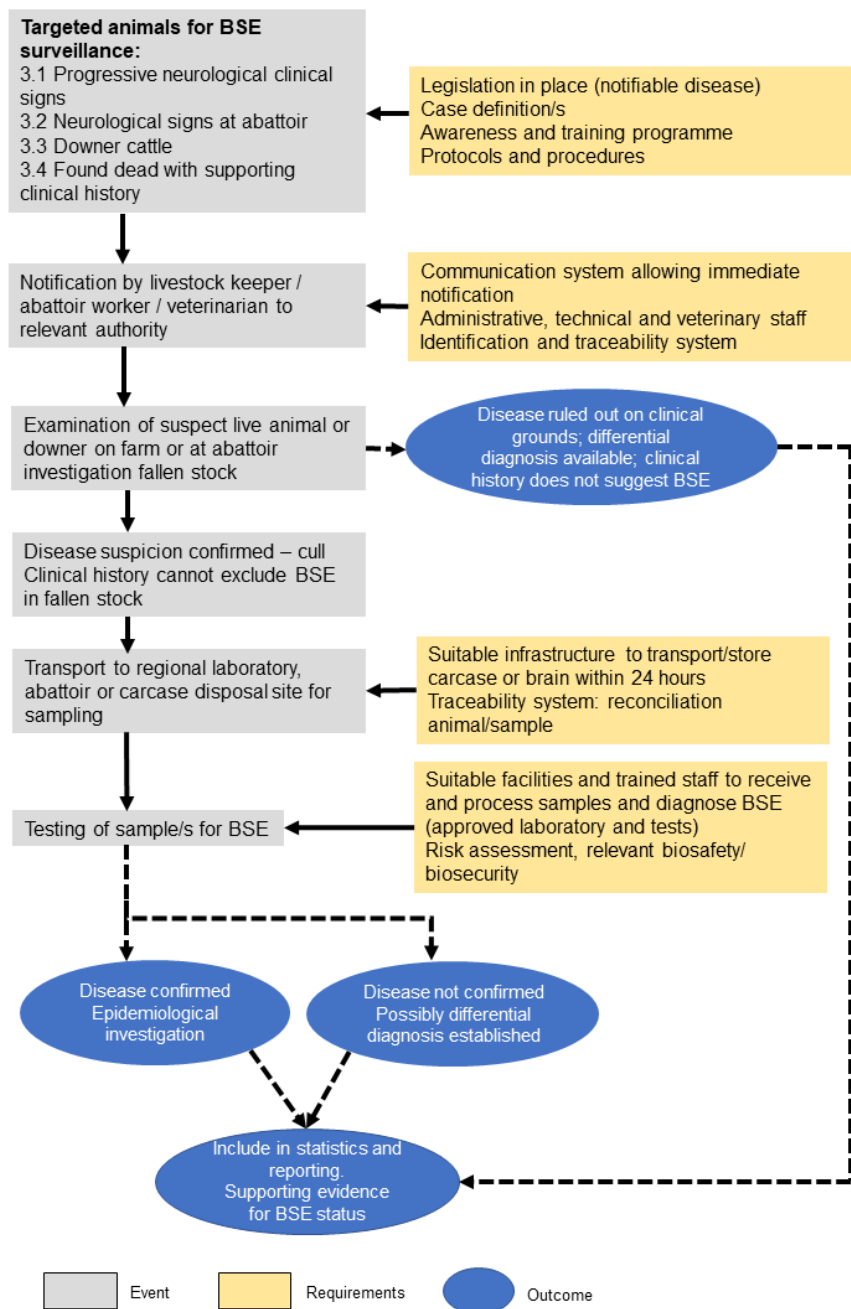 Targeted animals for BSE
surveillance:
3.1 Progressive neurological clinical
signs
3.2 Neurological signs at abattoir
3.3 Downer cattle
3.4 Found dead with supporting
clinical history
Legislation in place (notifiable disease)
Case definition/s
Awareness and training programme
Protocols and procedures
Notification by livestock keeper /
abattoir worker / veterinarian to
relevant authority
Communication system allowing immediate
notification
Administrative, technical and veterinary staff
Identification and traceability system
Examination of suspect live animal or
downer on farm or at abattoir
investigation fallen stock
Disease ruled out on clinical
grounds; differential
diagnosis available; clinical
history does not suggest BSE
Disease suspicion confirmed – cull
Clinical history cannot exclude BSE
in fallen stock
Transport to regional laboratory,
abattoir or carcase disposal site for
sampling
Suitable infrastructure to transport/store
carcase or brain within 24 hours
Traceability system: reconciliation
animal/sample
Testing of sample/s for BSE
Suitable facilities and trained staff to receive
and process samples and diagnose BSE
(approved laboratory and tests)
Risk assessment, relevant biosafety/
biosecurity
Disease confirmed
Epidemiological
investigation
Disease not confirmed
Possibly differential
diagnosis established
Include in statistics and
reporting.
Supporting evidence
for BSE status
Event
Requirements
Outcome